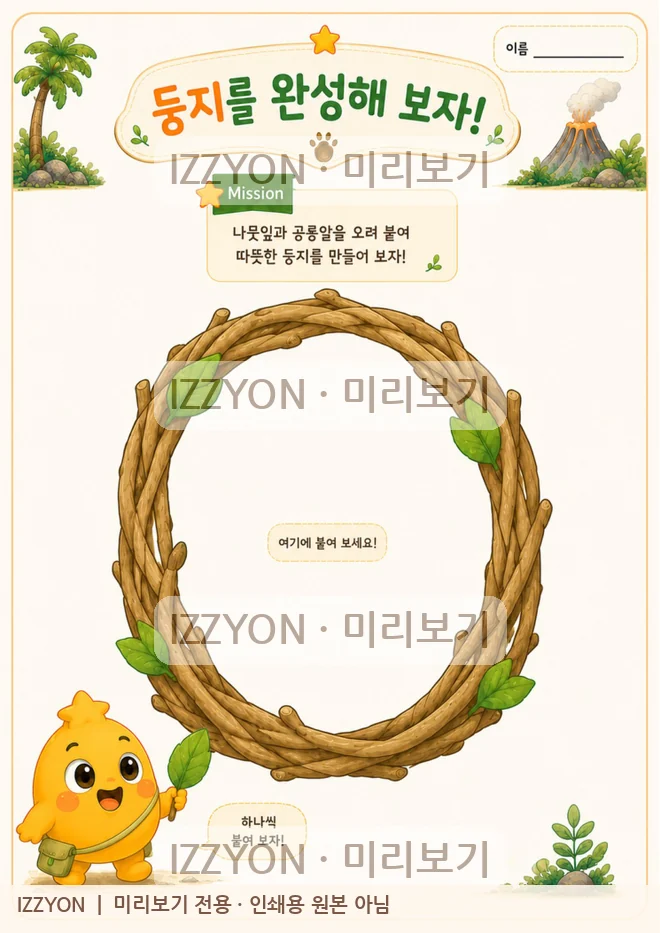 이름
둥지를 완성해 보자!
IZZYON · 미리보기
Mission
나뭇잎과 공룡알을 오려 붙여
따뜻한 둥지를 만들어 보자!
IZZYON · 미리보기
여기에 붙여 보세요!
IZZYON · 미리보기
하나씩
붙여 보자!
IZZYON · 미리보기
IZZYON | 미리보기 전용 · 인쇄용 원본 아님